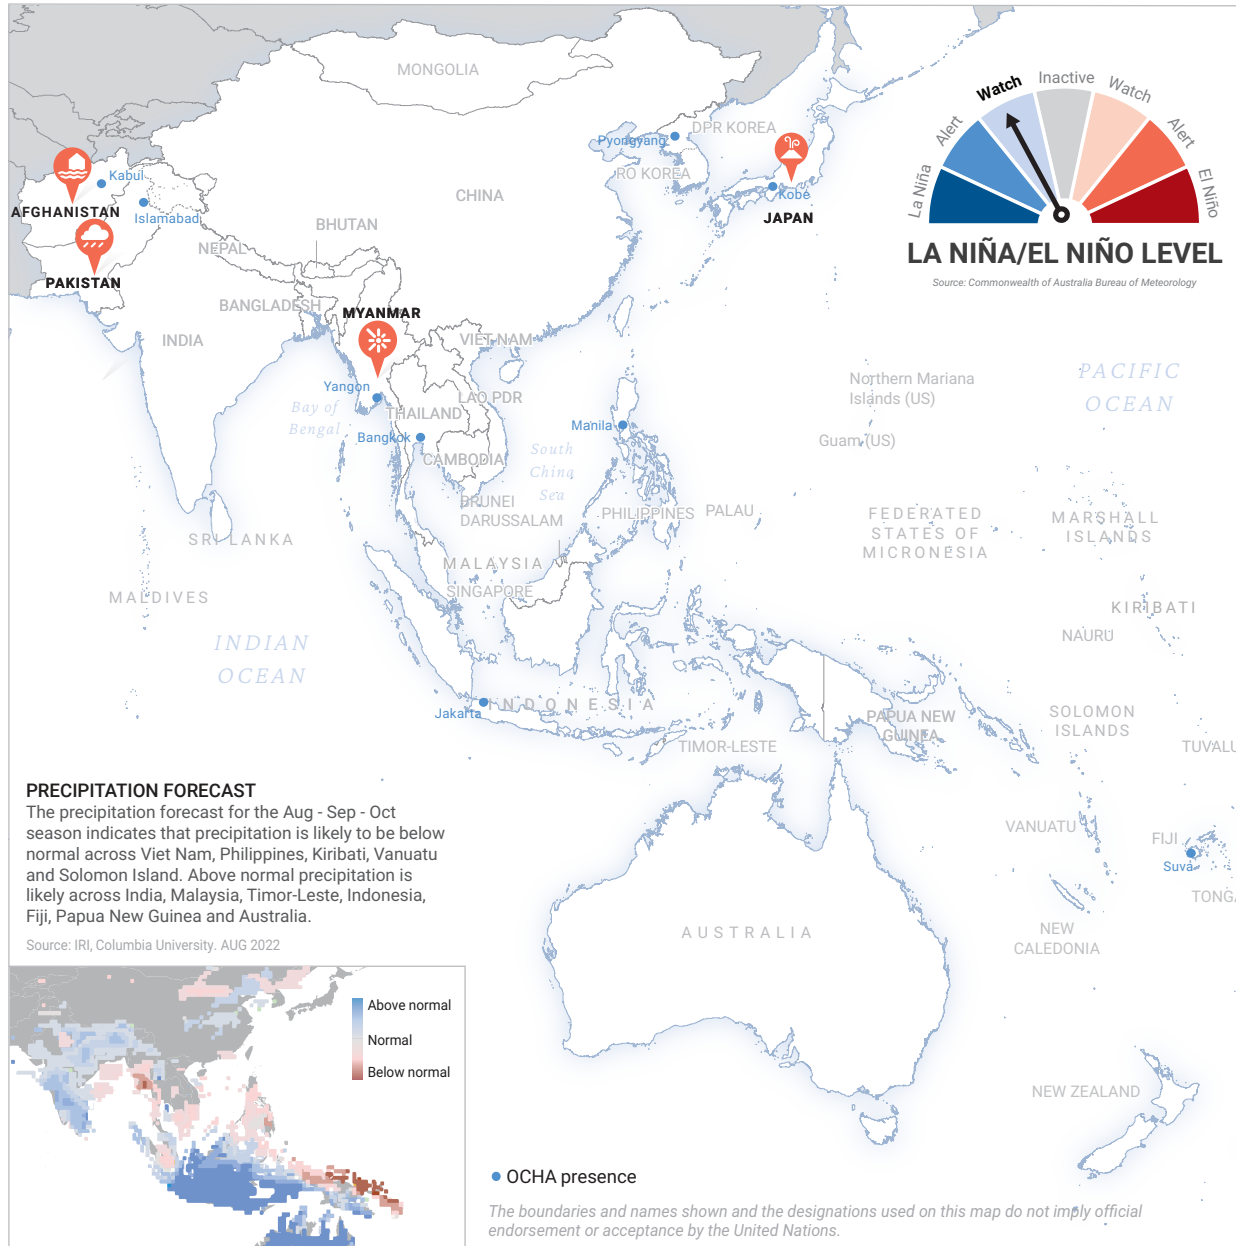 MONGOLIA
DPR KOREA
Pyongyang
RO KOREA
Kobe
JAPAN
Kabul
AFGHANISTAN
Islamabad
CHINA
BHUTAN
NEPAL
PAKISTAN
BANGLADESH
MYANMAR
INDIA
VIET NAM
Yangon
LAO PDR
Bay of
Bengal
THAILAND
Bangkok
CAMBODIA
Manila
South
China
Sea
BRUNEI
DARUSSALAM
PHILIPPINES
PALAU
SRI LANKA
MALAYSIA
SINGAPORE
MALDIVES
INDIAN
OCEAN
Jakarta
INDONESIA
TIMOR-LESTE
PAPUA NEW
GUINEA
Northern Mariana
Islands (US)
Guam (US)
PACIFIC
OCEAN
FEDERATED
STATES OF
MICRONESIA
MARSHALL
ISLANDS
KIRIBATI
NAURU
SOLOMON
ISLANDS
TUVALU
VANUATU
FIJI
Suva
TONGA
NEW
CALEDONIA
AUSTRALIA
NEW ZEALAND
La Niña
Alert
Watch
Inactive
Watch
Alert
El Niño
LA NIÑA/EL NIÑO LEVEL
Source: Commonwealth of Australia Bureau of Meteorology
PRECIPITATION FORECAST
The precipitation forecast for the Aug - Sep - Oct
season indicates that precipitation is likely to be below
normal across Viet Nam, Philippines, Kiribati, Vanuatu
and Solomon Island. Above normal precipitation is
likely across India, Malaysia, Timor-Leste, Indonesia,
Fiji, Papua New Guinea and Australia.
Source: IRI, Columbia University. AUG 2022
Above normal
Normal
Below normal
OCHA presence
The boundaries and names shown and the designations used on this map do not imply official
endorsement or acceptance by the United Nations.